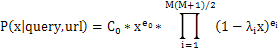 P(x|query,url) = C₀ * x^{e₀} * ∏_{i=1}^{M(M+1)/2} (1 − λᵢx)^{eᵢ}